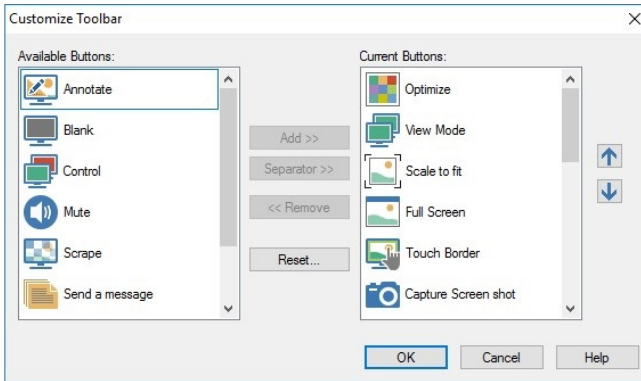 Customize Toolbar
Available Buttons:
Annotate
Blank
Control
Mute
Scrape
Send a message
Add >>
Separator >>
<< Remove
Reset...
Current Buttons:
Optimize
View Mode
Scale to fit
Full Screen
Touch Border
Capture Screen shot
OK
Cancel
Help